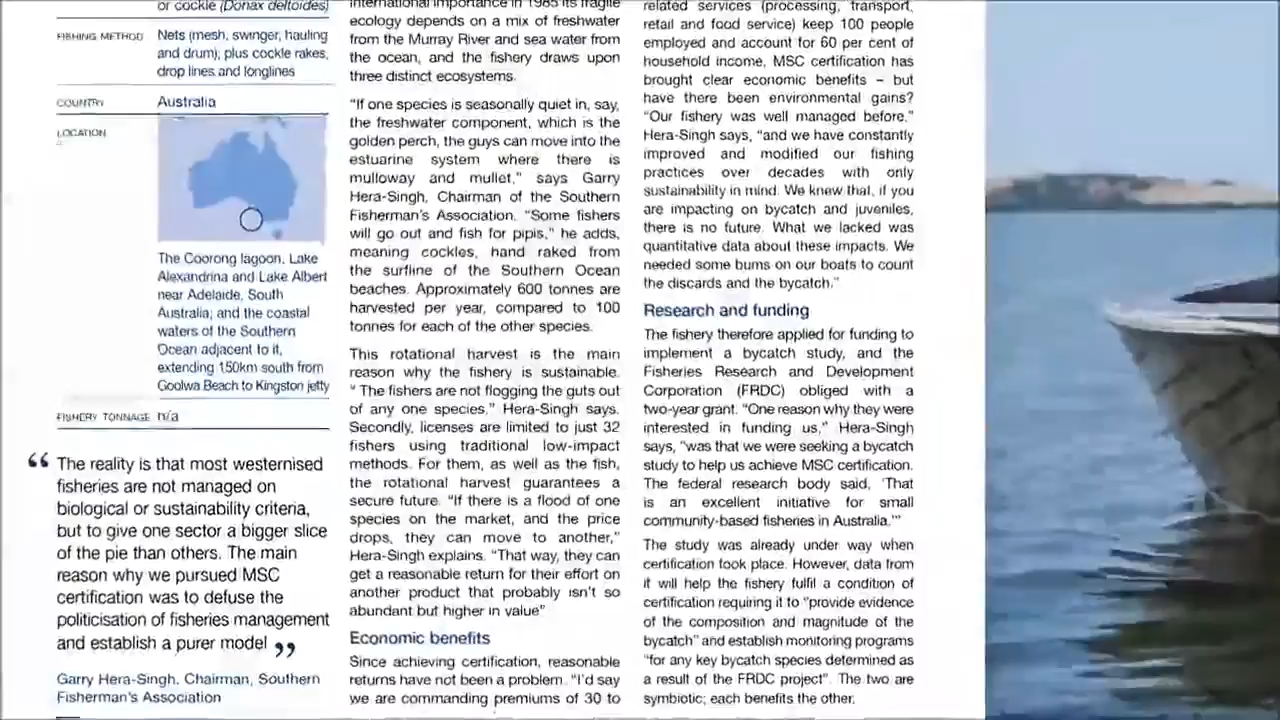 or cockle (Donax deltoides)
FISHING METHOD
Nets (mesh, swinger, hauling
and drum); plus cockle rakes,
drop lines and longlines
COUNTRY
Australia
LOCATION
The Coorong lagoon, Lake
Alexandrina and Lake Albert
near Adelaide, South
Australia; and the coastal
waters of the Southern
Ocean adjacent to it,
extending 150km south from
Goolwa Beach to Kingston jetty
FISHERY TONNAGE n/a
“ The reality is that most westernised
fisheries are not managed on
biological or sustainability criteria,
but to give one sector a bigger slice
of the pie than others. The main
reason why we pursued MSC
certification was to defuse the
politicisation of fisheries management
and establish a purer model ”
Garry Hera-Singh, Chairman, Southern
Fisherman's Association
international importance in 1985 its fragile
ecology depends on a mix of freshwater
from the Murray River and sea water from
the ocean, and the fishery draws upon
three distinct ecosystems.
“If one species is seasonally quiet in, say,
the freshwater component, which is the
golden perch, the guys can move into the
estuarine system where there is
mulloway and mullet,” says Garry
Hera-Singh, Chairman of the Southern
Fisherman's Association. “Some fishers
will go out and fish for pipis,” he adds,
meaning cockles, hand raked from
the surfline of the Southern Ocean
beaches. Approximately 600 tonnes are
harvested per year, compared to 100
tonnes for each of the other species.
This rotational harvest is the main
reason why the fishery is sustainable.
“ The fishers are not flogging the guts out
of any one species,” Hera-Singh says.
Secondly, licenses are limited to just 32
fishers using traditional low-impact
methods. For them, as well as the fish,
the rotational harvest guarantees a
secure future. “If there is a flood of one
species on the market, and the price
drops, they can move to another,”
Hera-Singh explains. “That way, they can
get a reasonable return for their effort on
another product that probably isn't so
abundant but higher in value”
Economic benefits
Since achieving certification, reasonable
returns have not been a problem. “I'd say
we are commanding premiums of 30 to
related services (processing, transport,
retail and food service) keep 100 people
employed and account for 60 per cent of
household income, MSC certification has
brought clear economic benefits – but
have there been environmental gains?
“Our fishery was well managed before,”
Hera-Singh says, “and we have constantly
improved and modified our fishing
practices over decades with only
sustainability in mind. We knew that, if you
are impacting on bycatch and juveniles,
there is no future. What we lacked was
quantitative data about these impacts. We
needed some bums on our boats to count
the discards and the bycatch.”
Research and funding
The fishery therefore applied for funding to
implement a bycatch study, and the
Fisheries Research and Development
Corporation (FRDC) obliged with a
two-year grant. “One reason why they were
interested in funding us,” Hera-Singh
says, “was that we were seeking a bycatch
study to help us achieve MSC certification.
The federal research body said, ‘That
is an excellent initiative for small
community-based fisheries in Australia.’”
The study was already under way when
certification took place. However, data from
it will help the fishery fulfil a condition of
certification requiring it to “provide evidence
of the composition and magnitude of the
bycatch” and establish monitoring programs
“for any key bycatch species determined as
a result of the FRDC project”. The two are
symbiotic; each benefits the other.